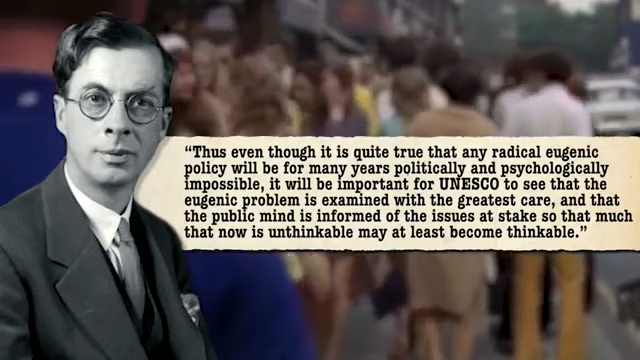 “Thus even though it is quite true that any radical eugenic
policy will be for many years politically and psychologically
impossible, it will be important for UNESCO to see that the
eugenic problem is examined with the greatest care, and that
the public mind is informed of the issues at stake so that much
that now is unthinkable may at least become thinkable.”